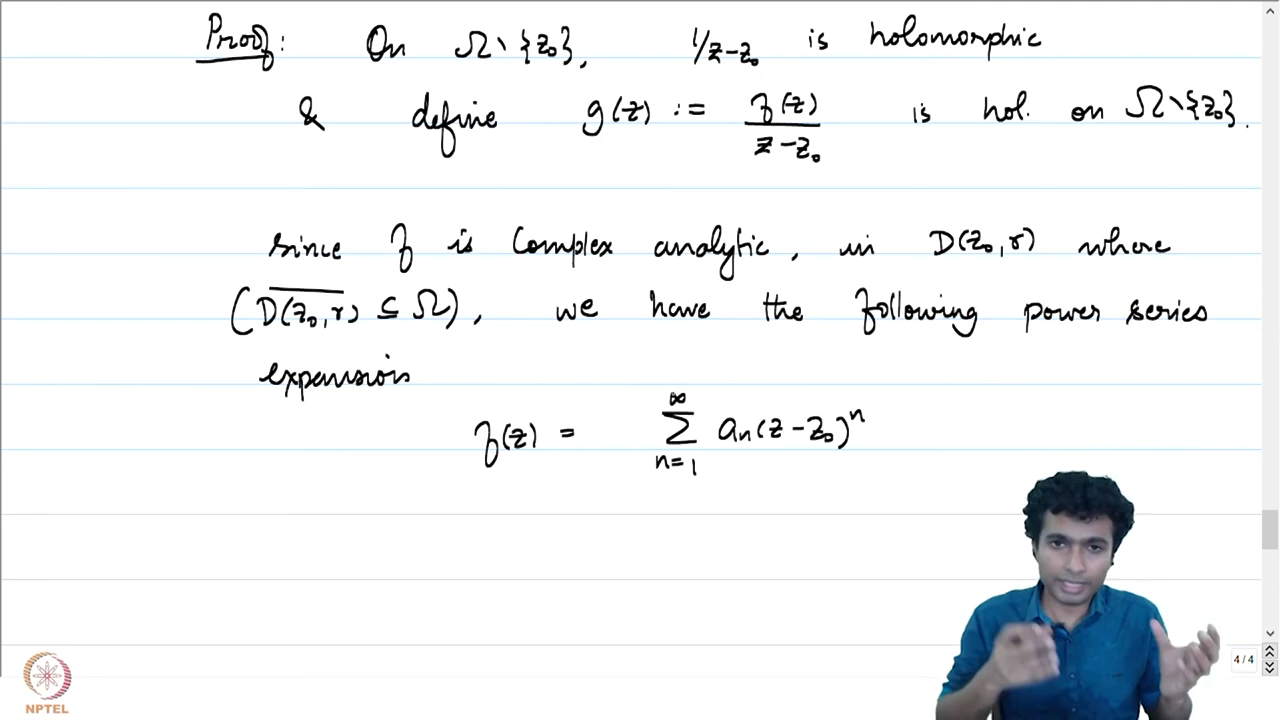 Proof: On Ω \ {z₀}, 1/z-z₀ is holomorphic
& define g(z) := f(z)/(z-z₀) is hol. on Ω\{z₀}.
since f is complex analytic, in D(z₀,r) where
(\overline{D(z₀,r)} ⊆ Ω), we have the following power series
expansion
f(z) = ∑_{n=1}^{∞} aₙ(z-z₀)ⁿ
4 / 4
NPTEL